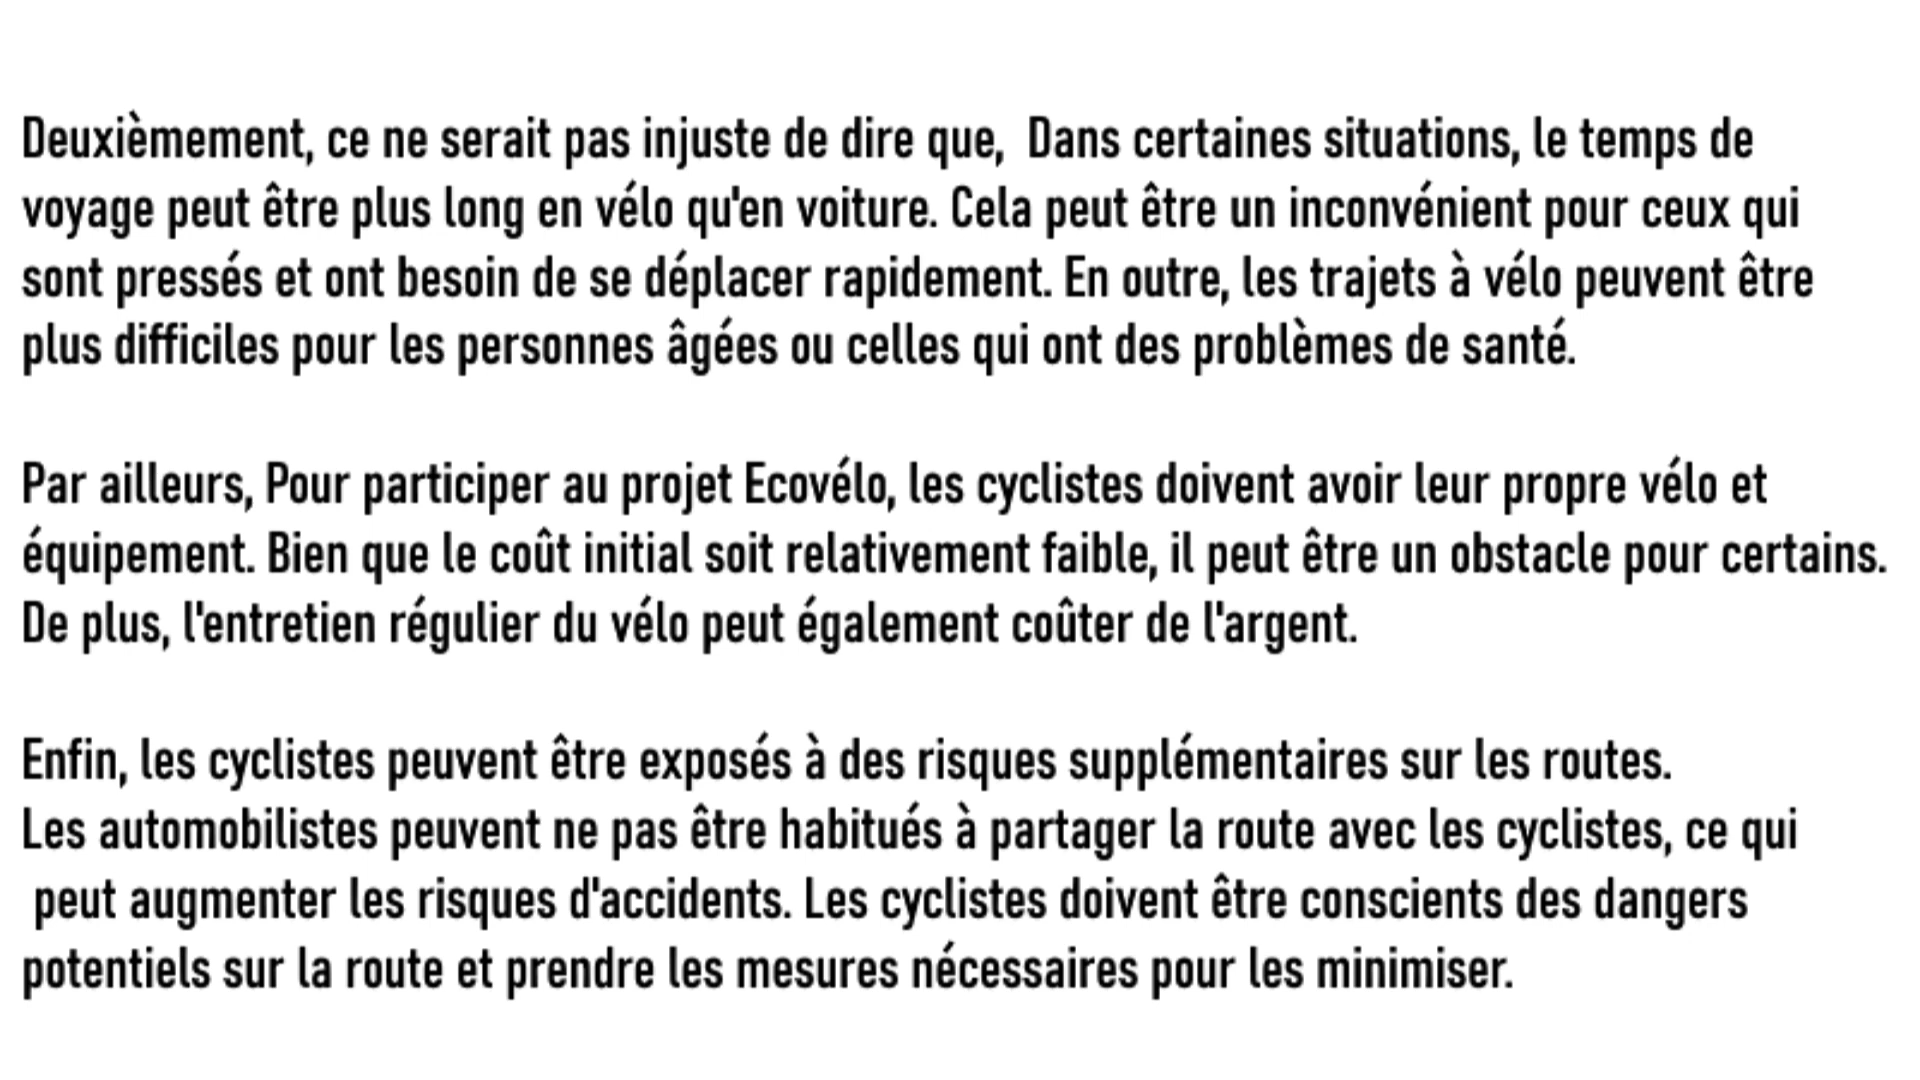 Deuxièmement, ce ne serait pas injuste de dire que,  Dans certaines situations, le temps de
voyage peut être plus long en vélo qu'en voiture. Cela peut être un inconvénient pour ceux qui
sont pressés et ont besoin de se déplacer rapidement. En outre, les trajets à vélo peuvent être
plus difficiles pour les personnes âgées ou celles qui ont des problèmes de santé.
Par ailleurs, Pour participer au projet Ecovélo, les cyclistes doivent avoir leur propre vélo et
équipement. Bien que le coût initial soit relativement faible, il peut être un obstacle pour certains.
De plus, l'entretien régulier du vélo peut également coûter de l'argent.
Enfin, les cyclistes peuvent être exposés à des risques supplémentaires sur les routes.
Les automobilistes peuvent ne pas être habitués à partager la route avec les cyclistes, ce qui
peut augmenter les risques d'accidents. Les cyclistes doivent être conscients des dangers
potentiels sur la route et prendre les mesures nécessaires pour les minimiser.